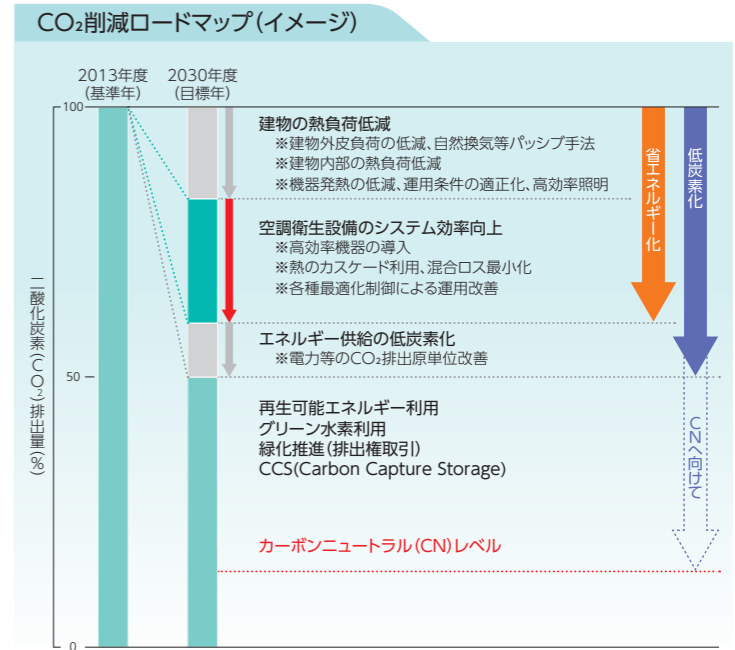 CO₂削減ロードマップ（イメージ）
2013年度
（基準年）
2030年度
（目標年）
100
50
0
二酸化炭素（CO₂）排出量（%）
建物の熱負荷低減
※建物外皮負荷の低減、自然換気等パッシブ手法
※建物内部の熱負荷低減
※機器発熱の低減、運用条件の適正化、高効率照明
空調衛生設備のシステム効率向上
※高効率機器の導入
※熱のカスケード利用、混合ロス最小化
※各種最適化制御による運用改善
エネルギー供給の低炭素化
※電力等のCO₂排出原単位改善
再生可能エネルギー利用
グリーン水素利用
緑化推進（排出権取引）
CCS(Carbon Capture Storage)
カーボンニュートラル（CN）レベル
省エネルギー化
低炭素化
CNへ向けて